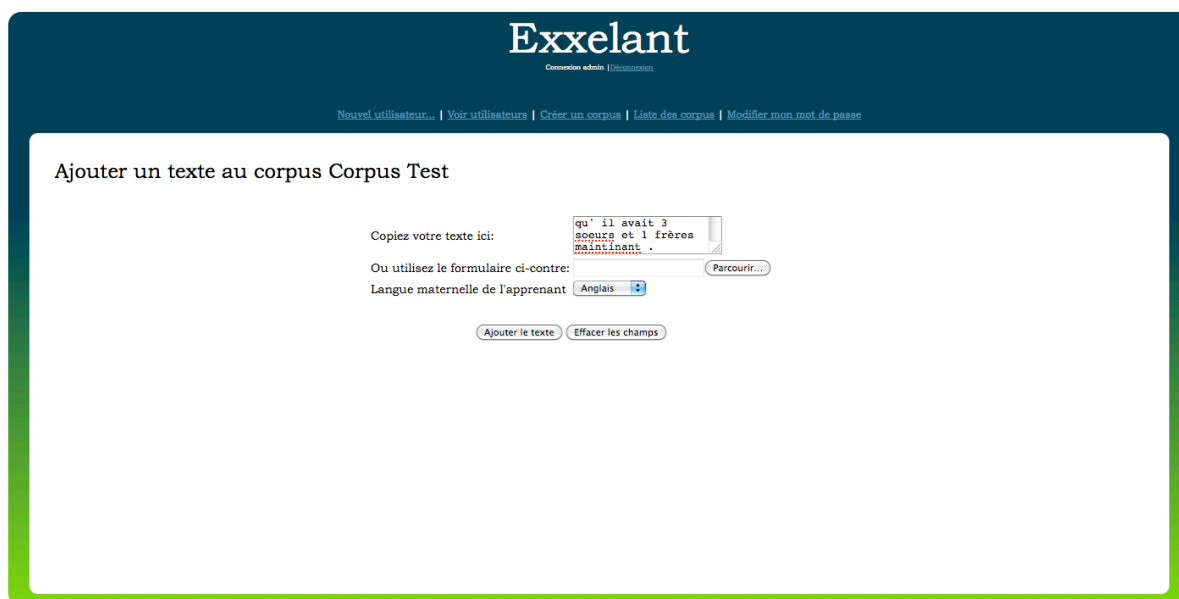 Exxelant
Connexion admin | Déconnexion
Nouvel utilisateur... | Voir utilisateurs | Créer un corpus | Liste des corpus | Modifier mon mot de passe
Ajouter un texte au corpus Corpus Test
Copiez votre texte ici:
qu' il avait 3
soeurs et 1 frères
maintinant .
Ou utilisez le formulaire ci-contre: Parcourir...
Langue maternelle de l'apprenant Anglais
Ajouter le texte Effacer les champs